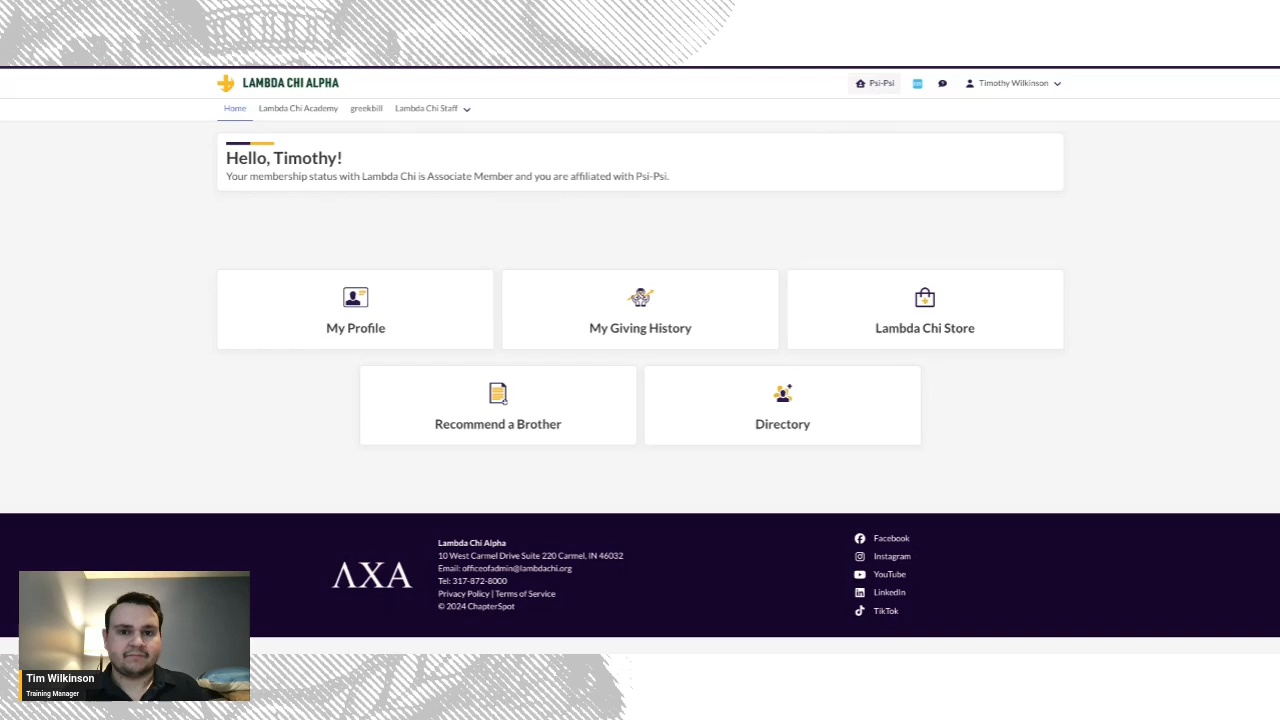 LAMBDA CHI ALPHA
Psi-Psi
Timothy Wilkinson
Home
Lambda Chi Academy
greekbill
Lambda Chi Staff
Hello, Timothy!
Your membership status with Lambda Chi is Associate Member and you are affiliated with Psi-Psi.
My Profile
My Giving History
Lambda Chi Store
Recommend a Brother
Directory
ΛΧΑ
Lambda Chi Alpha
10 West Carmel Drive Suite 220 Carmel, IN 46032
Email: officeofadmin@lambdachi.org
Tel: 317-872-8000
Privacy Policy | Terms of Service
© 2024 ChapterSpot
Facebook
Instagram
YouTube
LinkedIn
TikTok
Tim Wilkinson
Training Manager